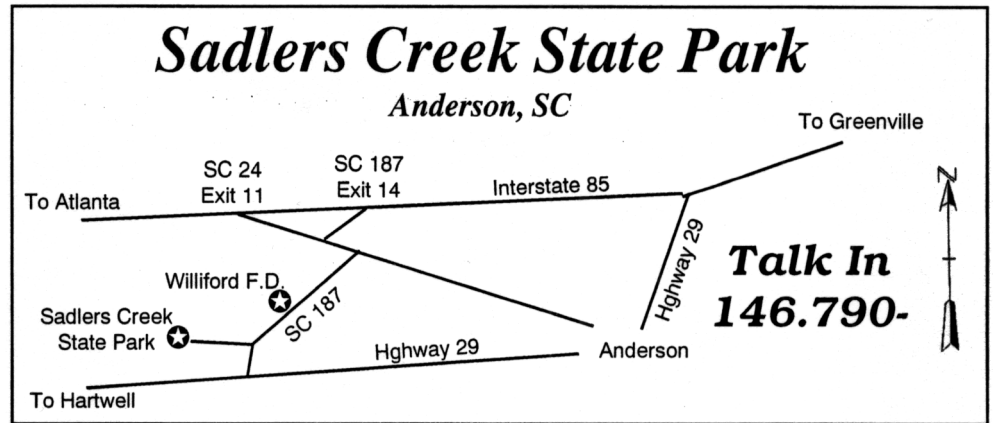 Sadlers Creek State Park
Anderson, SC
To Greenville
SC 24
Exit 11
SC 187
Exit 14
Interstate 85
To Atlanta
N
Hghway 29
Talk In
146.790-
Williford F.D.
SC 187
Sadlers Creek
State Park
Hghway 29
Anderson
To Hartwell